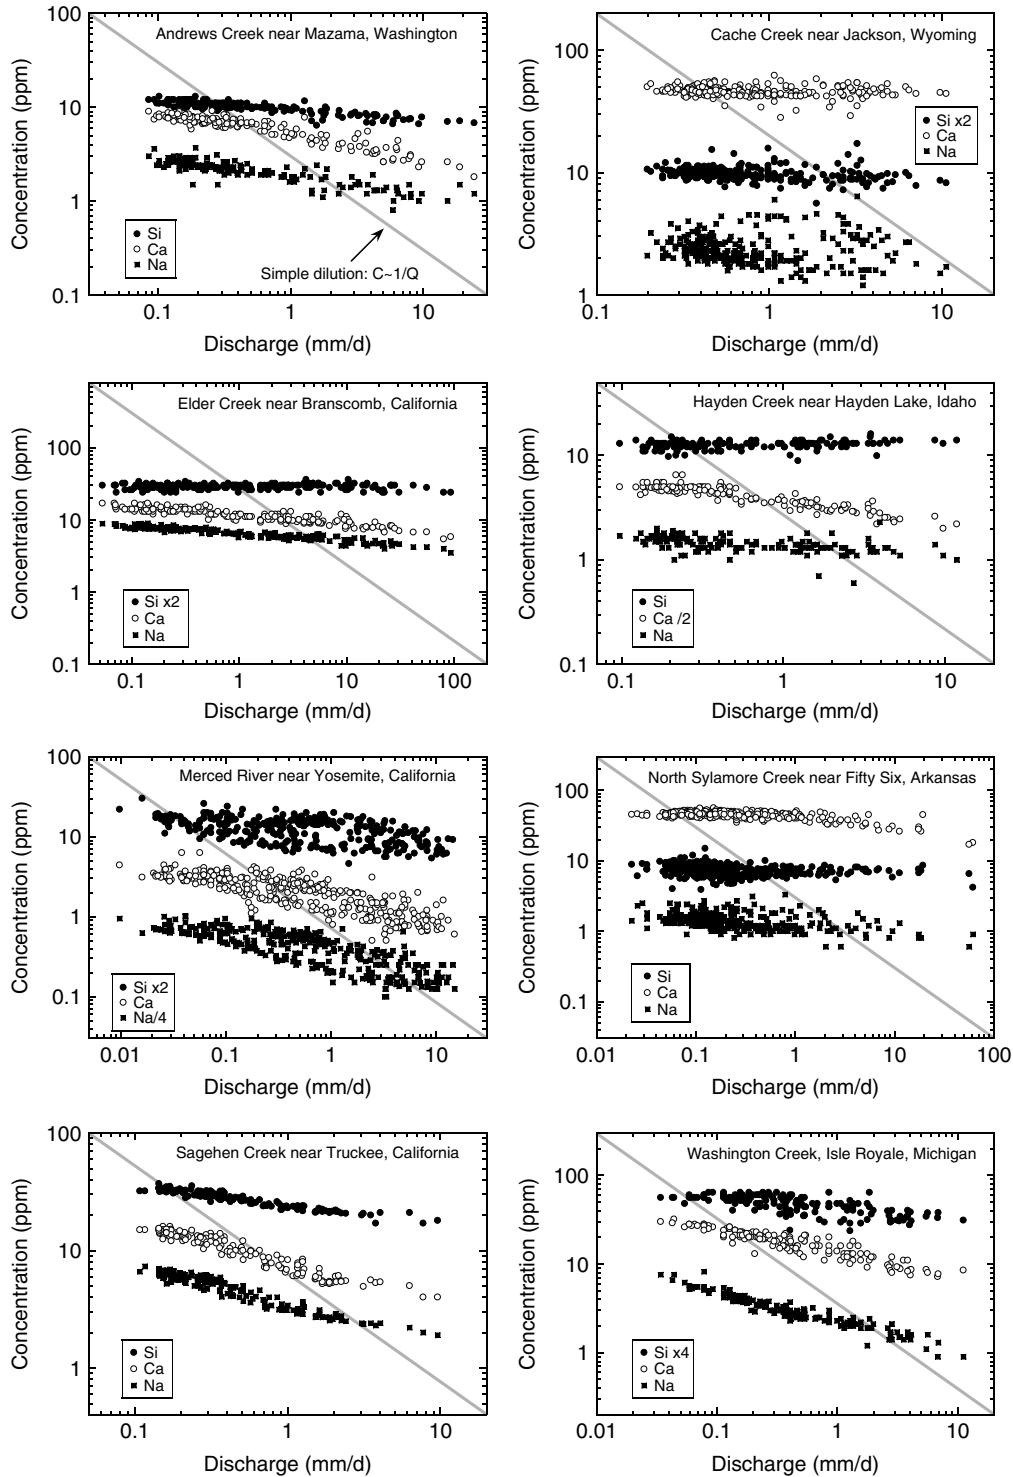 Andrews Creek near Mazama, Washington
Concentration (ppm)
100
10
1
0.1
Si
Ca
Na
Simple dilution: C~1/Q
0.1
1
10
Discharge (mm/d)
Cache Creek near Jackson, Wyoming
Concentration (ppm)
100
10
1
Si x2
Ca
Na
0.1
1
10
Discharge (mm/d)
Elder Creek near Branscomb, California
Concentration (ppm)
100
10
1
0.1
Si x2
Ca
Na
0.1
1
10
100
Discharge (mm/d)
Hayden Creek near Hayden Lake, Idaho
Concentration (ppm)
10
1
0.1
Si
Ca /2
Na
0.1
1
10
Discharge (mm/d)
Merced River near Yosemite, California
Concentration (ppm)
100
10
1
0.1
Si x2
Ca
Na/4
0.01
0.1
1
10
Discharge (mm/d)
North Sylamore Creek near Fifty Six, Arkansas
Concentration (ppm)
100
10
1
0.1
Si
Ca
Na
0.01
0.1
1
10
100
Discharge (mm/d)
Sagehen Creek near Truckee, California
Concentration (ppm)
100
10
1
Si
Ca
Na
0.1
1
10
Discharge (mm/d)
Washington Creek, Isle Royale, Michigan
Concentration (ppm)
100
10
1
Si x4
Ca
Na
0.01
0.1
1
10
Discharge (mm/d)